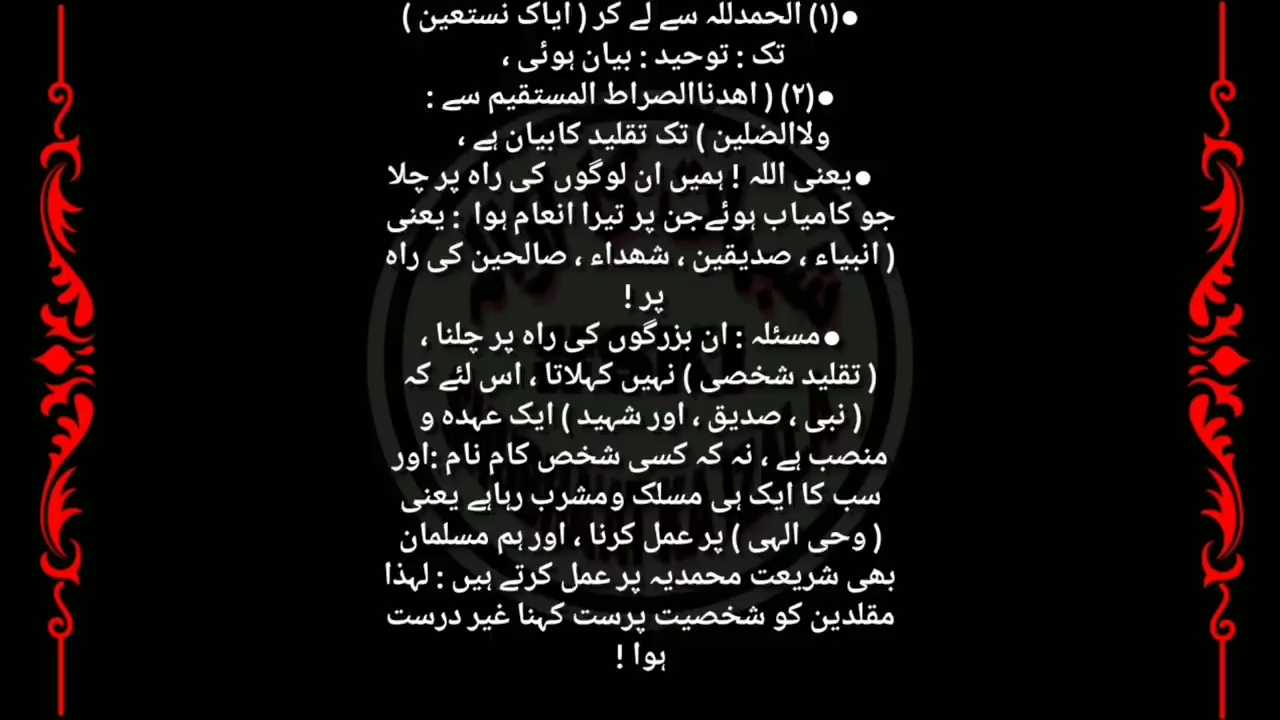 ●(١) الحمدللہ سے لے کر ( ایاک نستعین )
تک : توحید : بیان ہوئی ،
●(٢) ( اھدناالصراط المستقیم سے :
ولاالضلین ) تک تقلید کابیان ہے ،
●یعنی اللہ ! ہمیں ان لوگوں کی راہ پر چلا
جو کامیاب ہوئےجن پر تیرا انعام ہوا : یعنی
( انبیاء ، صدیقین ، شھداء ، صالحین کی راہ
پر !
●مسئلہ : ان بزرگوں کی راہ پر چلنا ،
( تقلید شخصی ) نہیں کہلاتا ، اس لئے کہ
( نبی ، صدیق ، اور شہید ) ایک عہدہ و
منصب ہے ، نہ کہ کسی شخص کام نام :اور
سب کا ایک ہی مسلک ومشرب رہاہے یعنی
( وحی الہی ) پر عمل کرنا ، اور ہم مسلمان
بھی شریعت محمدیہ پر عمل کرتے ہیں : لہذا
مقلدین کو شخصیت پرست کہنا غیر درست
ہوا !